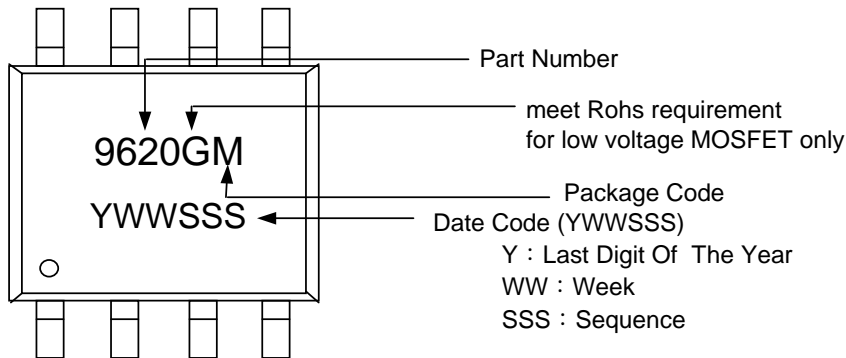 Part Number
meet Rohs requirement
for low voltage MOSFET only
9620GM
Package Code
YWWSSS
Date Code (YWWSSS)
Y：Last Digit Of The Year
WW：Week
SSS：Sequence